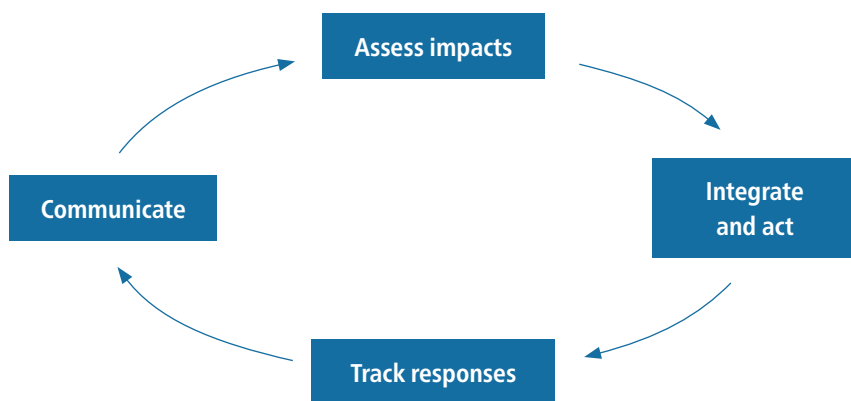 Assess impacts
Integrate
and act
Track responses
Communicate